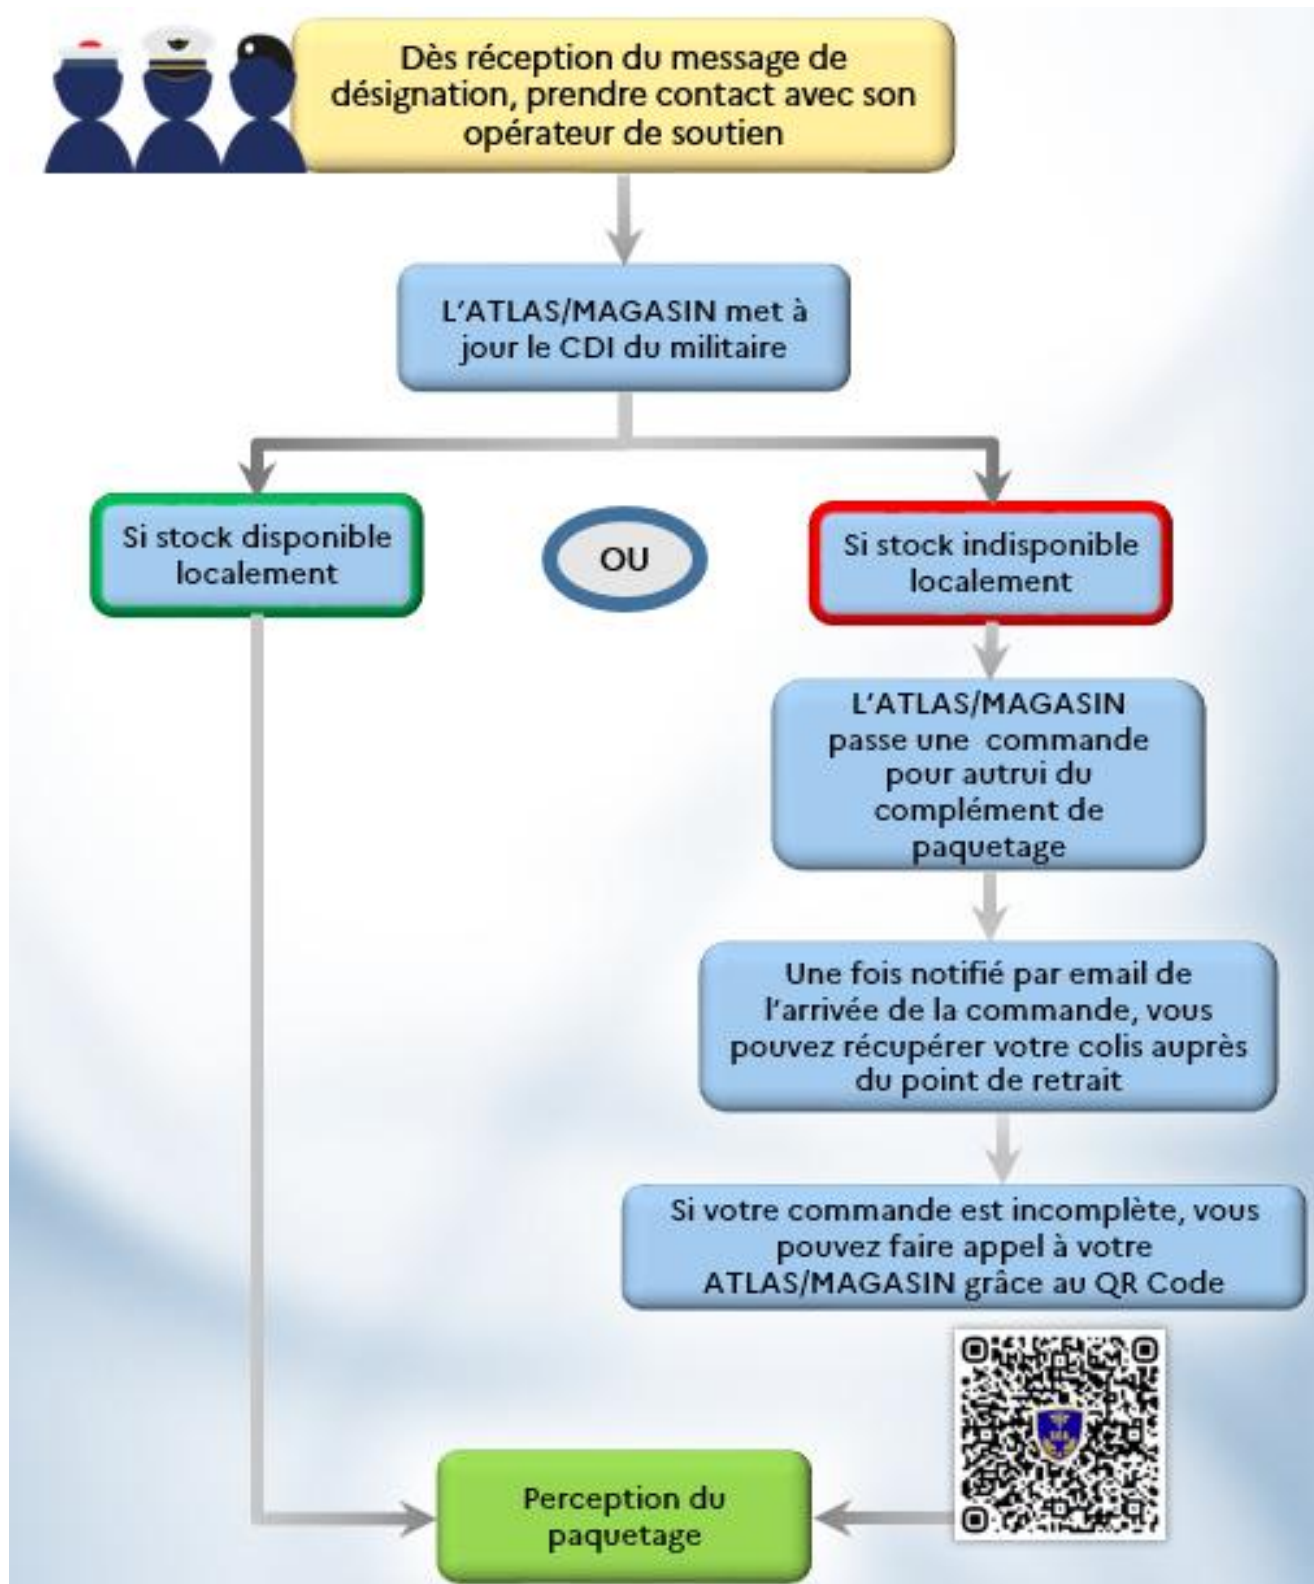 Dès réception du message de
désignation, prendre contact avec son
opérateur de soutien
L'ATLAS/MAGASIN met à
jour le CDI du militaire
Si stock disponible
localement
OU
Si stock indisponible
localement
L'ATLAS/MAGASIN
passe une commande
pour autrui du
complément de
paquetage
Une fois notifié par email de
l'arrivée de la commande, vous
pouvez récupérer votre colis auprès
du point de retrait
Si votre commande est incomplète, vous
pouvez faire appel à votre
ATLAS/MAGASIN grâce au QR Code
Perception du
paquetage